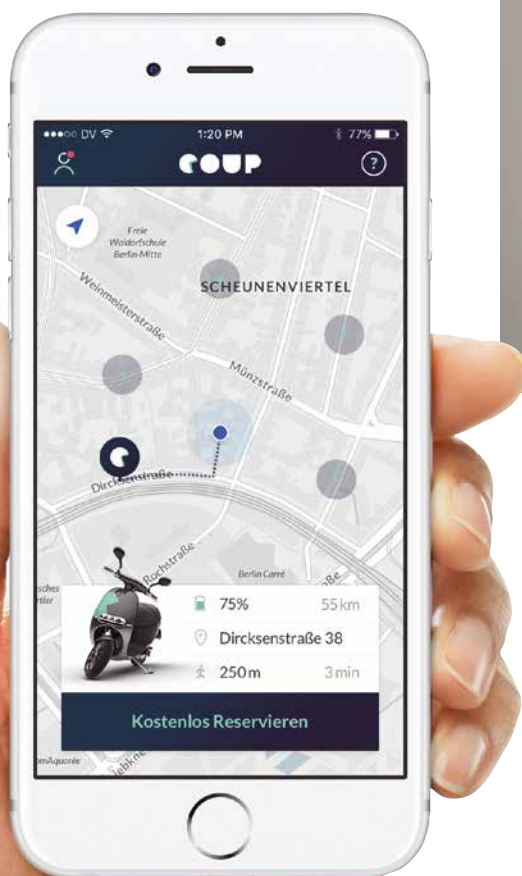 DV 1:20 PM 77%
COUP
?
Freie
Waldorfschule
Berlin-Mitte
SCHEUNENVIERTEL
Weinmeisterstraße
Münzstraße
Dircksenstraße
Rochstraße
Berlin Carré
75% 55 km
Dircksenstraße 38
250 m 3 min
Kostenlos Reservieren